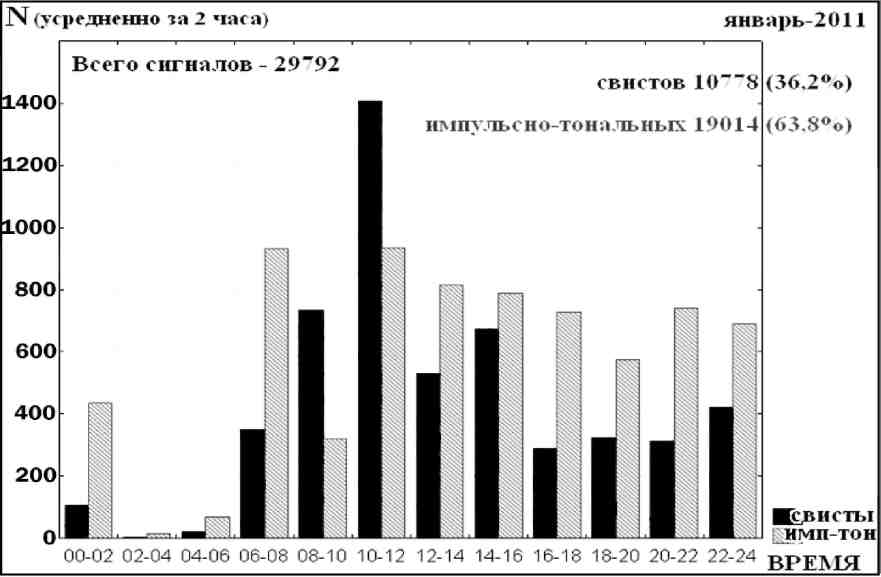 N (усредненно за 2 часа)
январь-2011
Всего сигналов - 29792
свистов 10778 (36,2%)
импульсно-тональных 19014 (63.8%)
1400
1200
1000
800
600
400
200
0
00-02 02-04 04-06 06-08 08-10 10-12 12-14 14-16 16-18 18-20 20-22 22-24
свисты
имп-тон
ВРЕМЯ